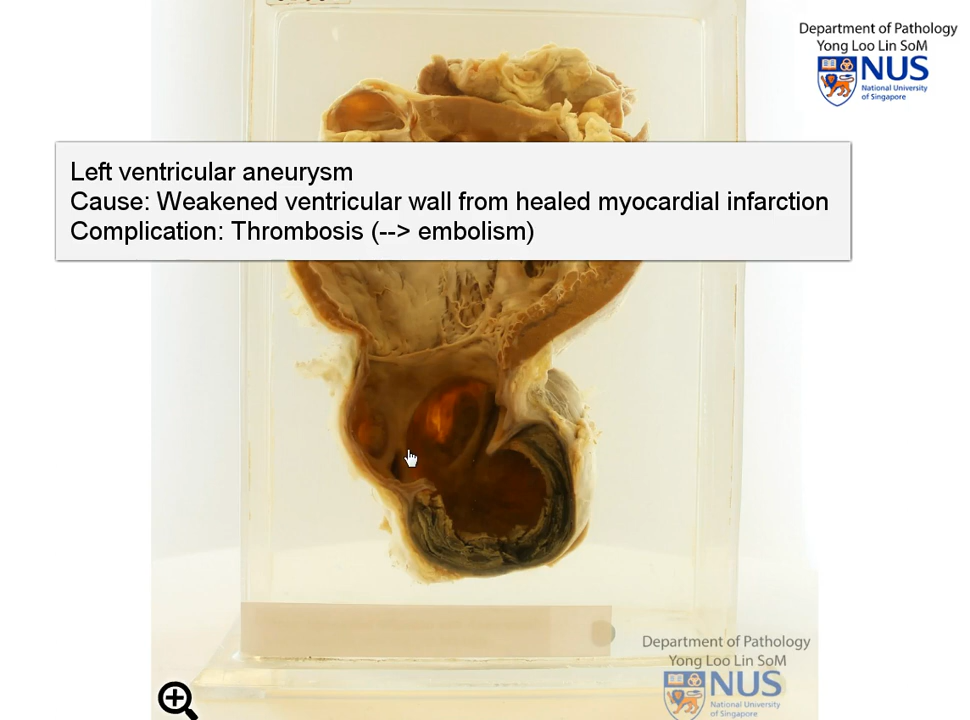 Department of Pathology
Yong Loo Lin SoM
NUS
National University
of Singapore
Left ventricular aneurysm
Cause: Weakened ventricular wall from healed myocardial infarction
Complication: Thrombosis (--> embolism)
Department of Pathology
Yong Loo Lin SoM
NUS
National University
of Singapore